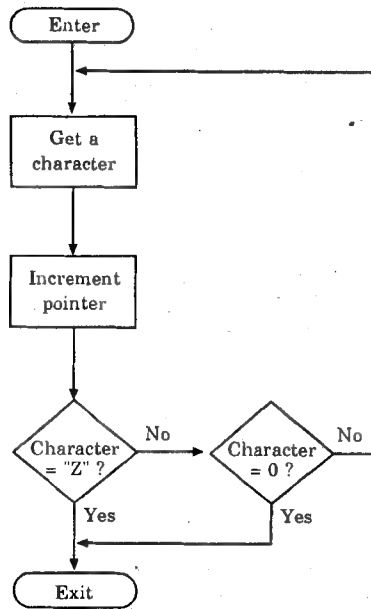 Enter
Get a
character
Increment
pointer
Character
= "Z" ?
No
Character
= 0 ?
No
Yes
Yes
Exit